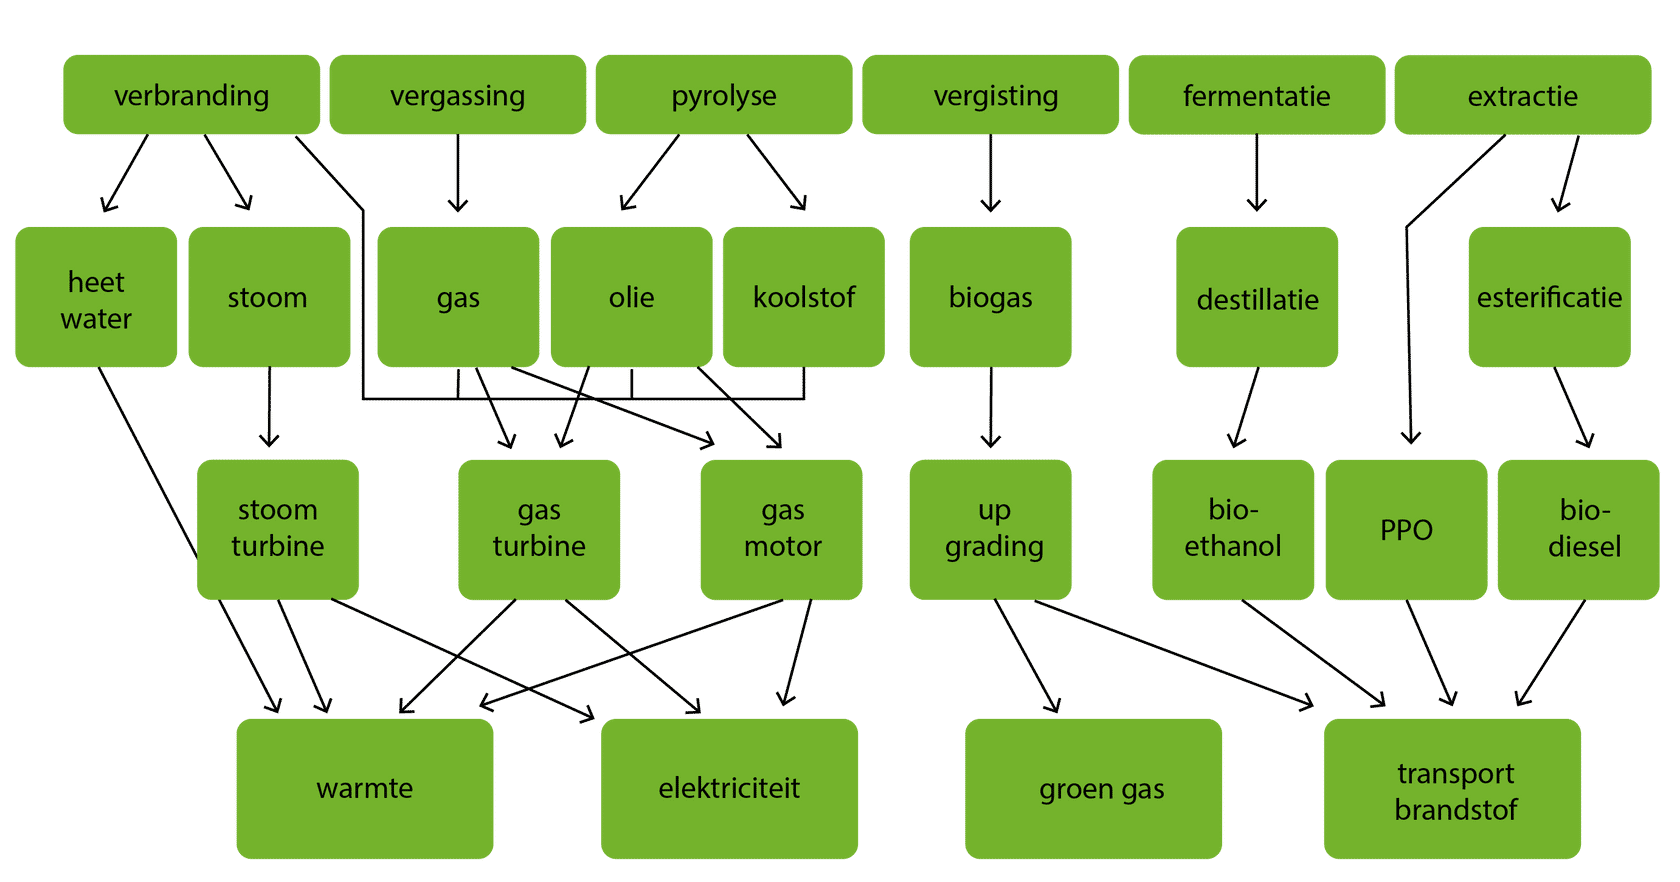 verbranding
vergassing
pyrolyse
vergisting
fermentatie
extractie
heet
water
stoom
gas
olie
koolstof
biogas
destillatie
esterificatie
stoom
turbine
gas
turbine
gas
motor
up
grading
bio-
ethanol
PPO
bio-
diesel
warmte
elektriciteit
groen gas
transport
brandstof